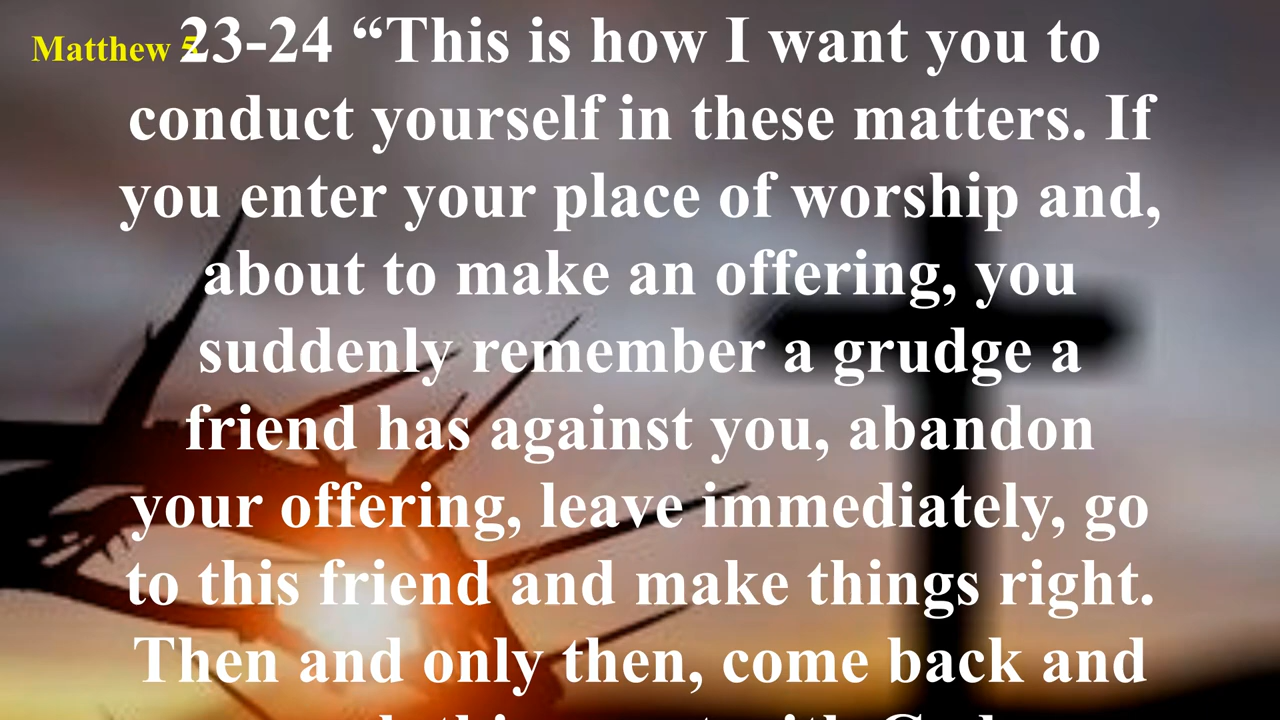 Matthew 5
23-24 “This is how I want you to
conduct yourself in these matters. If
you enter your place of worship and,
about to make an offering, you
suddenly remember a grudge a
friend has against you, abandon
your offering, leave immediately, go
to this friend and make things right.
Then and only then, come back and